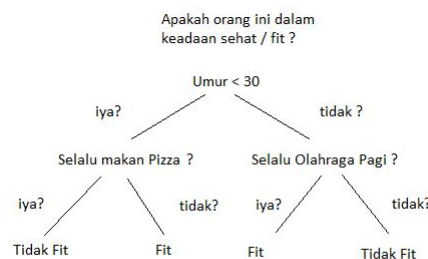 Apakah orang ini dalam
keadaan sehat / fit ?
Umur < 30
iya?
tidak ?
Selalu makan Pizza ?
Selalu Olahraga Pagi ?
iya?
tidak?
iya?
tidak?
Tidak Fit
Fit
Fit
Tidak Fit